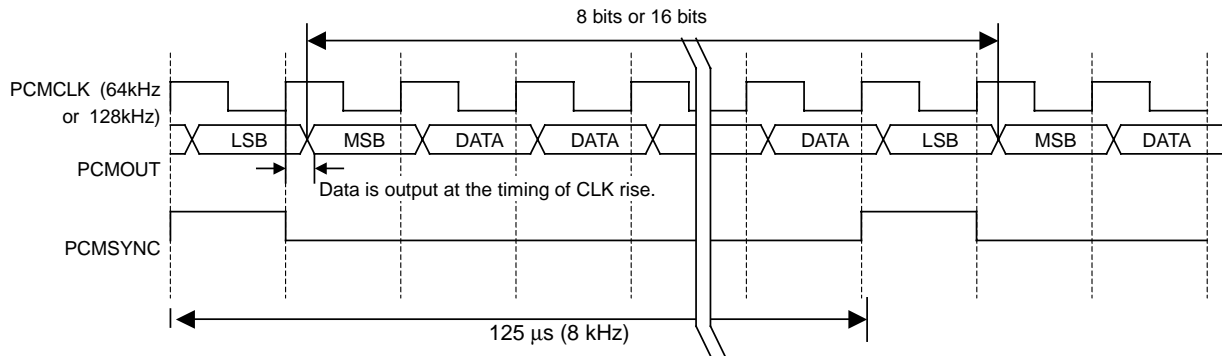 8 bits or 16 bits
PCMCLK (64kHz
or 128kHz)
LSB MSB DATA DATA DATA LSB MSB DATA
PCMOUT
Data is output at the timing of CLK rise.
PCMSYNC
125 μs (8 kHz)